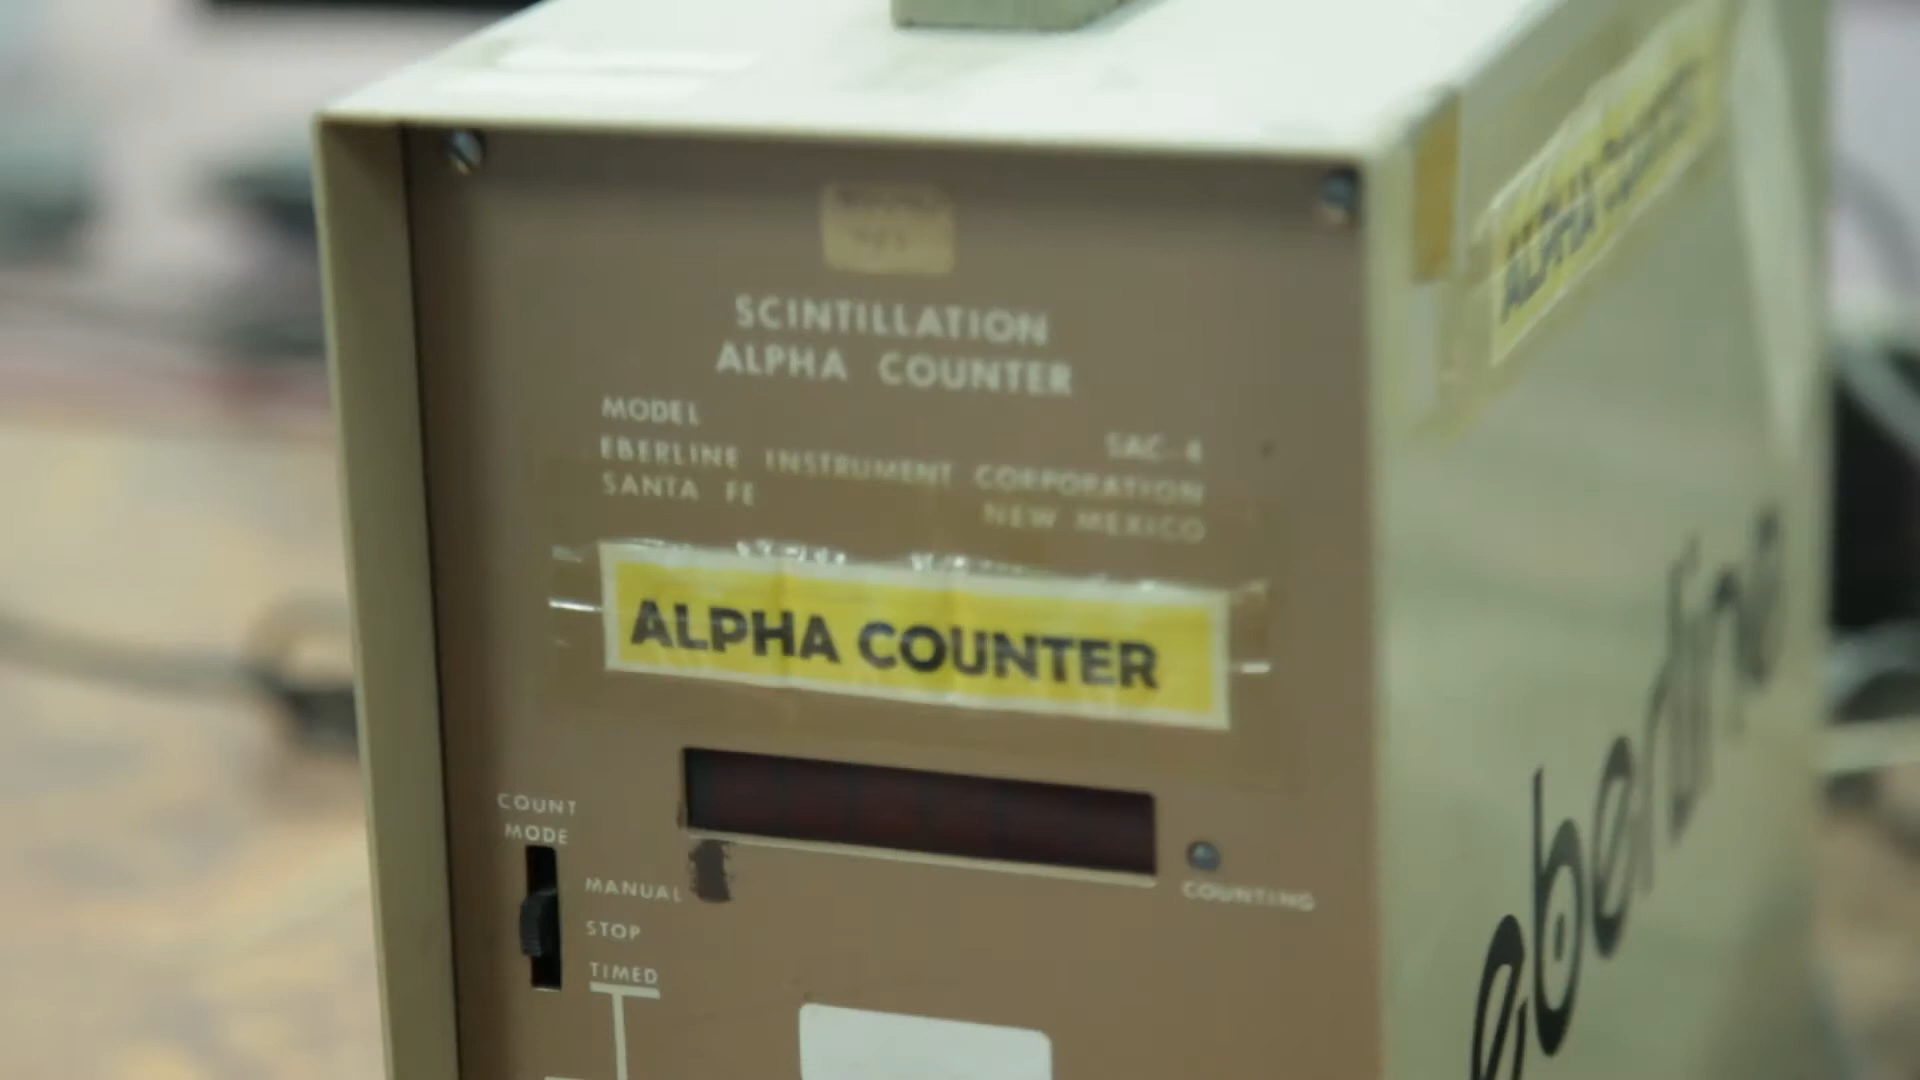 SCINTILLATION
ALPHA COUNTER
MODEL SAC-4
EBERLINE INSTRUMENT CORPORATION
SANTA FE NEW MEXICO
ALPHA COUNTER
COUNT
MODE
MANUAL
STOP
TIMED
COUNTING
ALPHA
eberline